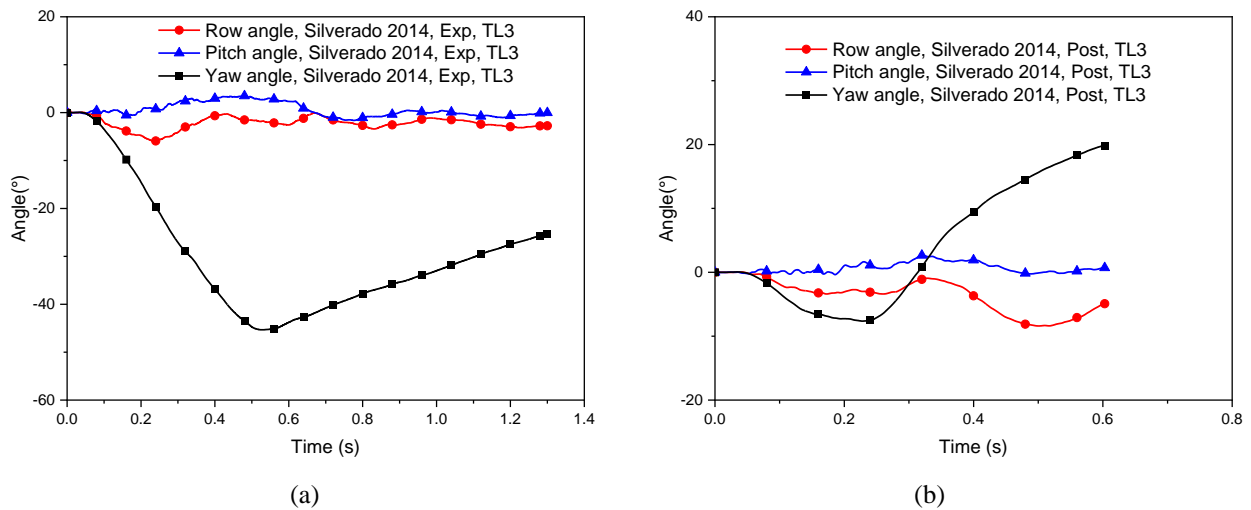 20
0
-20
-40
-60
Angle(°)
Row angle, Silverado 2014, Exp, TL3
Pitch angle, Silverado 2014, Exp, TL3
Yaw angle, Silverado 2014, Exp, TL3
0.0 0.2 0.4 0.6 0.8 1.0 1.2 1.4
Time (s)
(a)
40
20
0
-20
Angle(°)
Row angle, Silverado 2014, Post, TL3
Pitch angle, Silverado 2014, Post, TL3
Yaw angle, Silverado 2014, Post, TL3
0.0 0.2 0.4 0.6 0.8
Time (s)
(b)